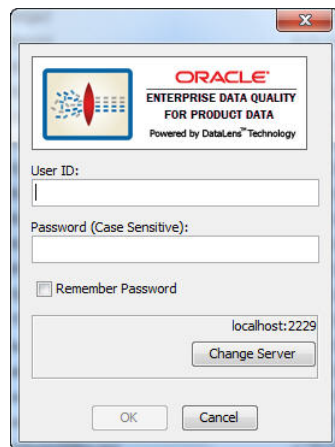 ORACLE®
ENTERPRISE DATA QUALITY
FOR PRODUCT DATA
Powered by DataLens™ Technology
User ID:
Password (Case Sensitive):
Remember Password
localhost:2229
Change Server
OK
Cancel